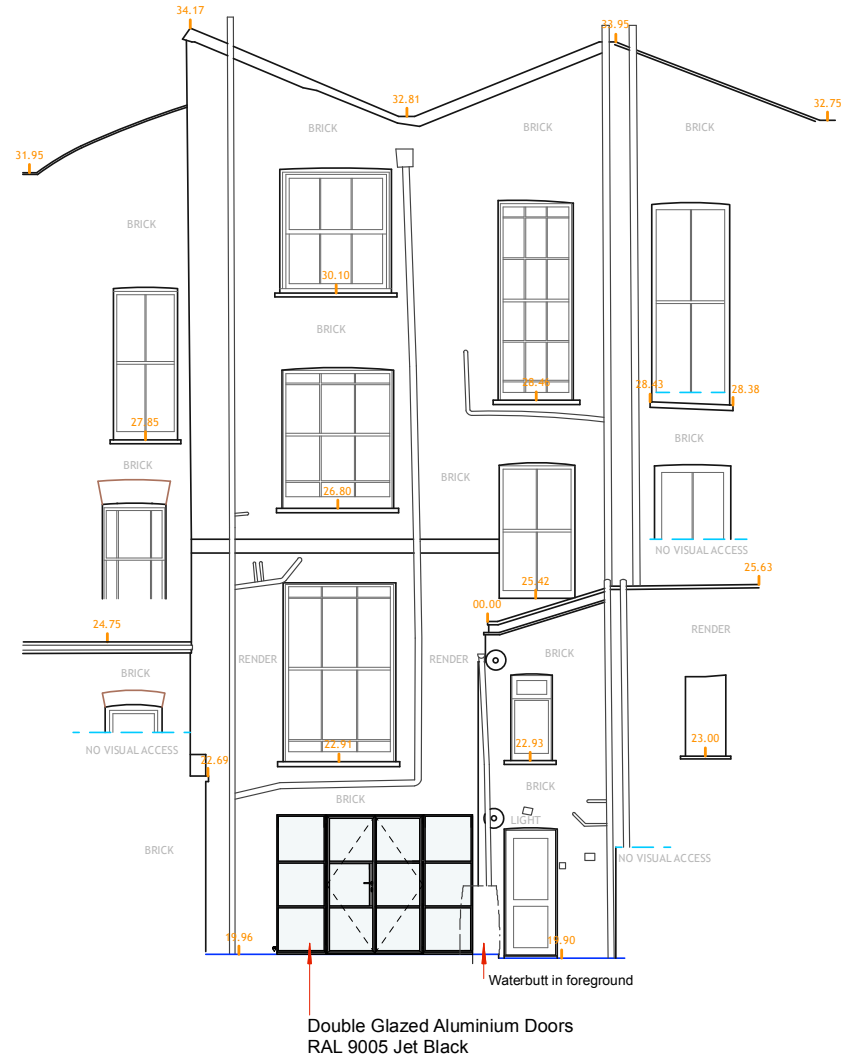 34.17
33.95
32.81
32.75
BRICK
BRICK
BRICK
31.95
BRICK
30.10
BRICK
28.43
28.38
27.85
BRICK
BRICK
BRICK
26.80
NO VISUAL ACCESS
25.63
25.42
00.00
24.75
RENDER
BRICK
RENDER
RENDER
BRICK
23.00
22.91
22.93
NO VISUAL ACCESS
22.69
BRICK
BRICK
LIGHT
BRICK
NO VISUAL ACCESS
19.96
19.90
Waterbutt in foreground
Double Glazed Aluminium Doors
RAL 9005 Jet Black